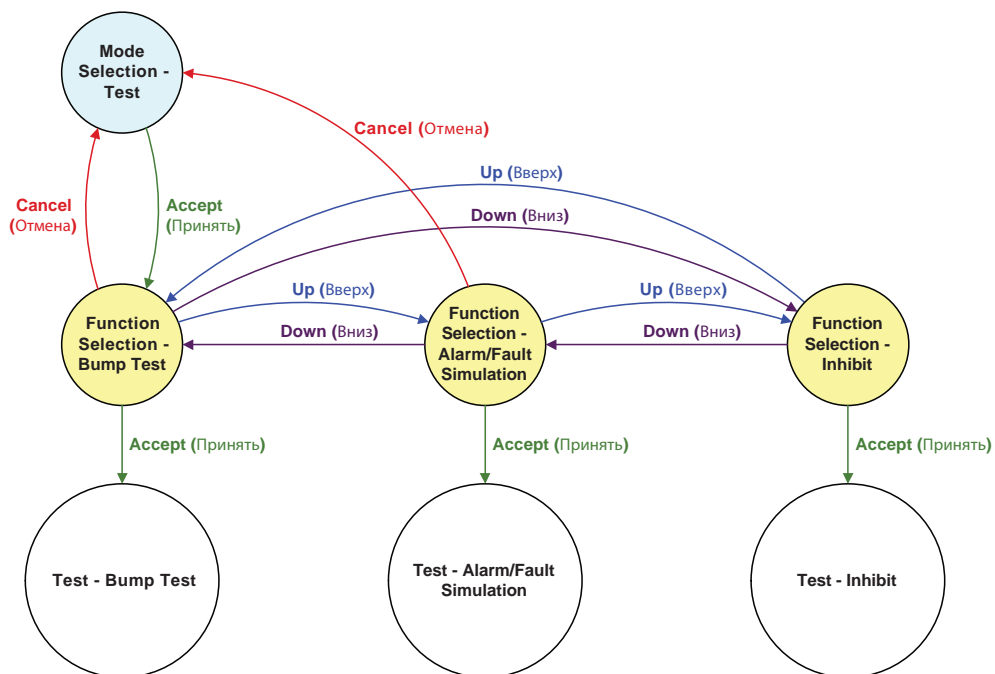 Mode
Selection -
Test
Cancel (Отмена)
Up (Вверх)
Cancel
(Отмена)
Accept
(Принять)
Down (Вниз)
Function
Selection -
Bump Test
Up (Вверх)
Down (Вниз)
Function
Selection -
Alarm/Fault
Simulation
Up (Вверх)
Down (Вниз)
Function
Selection -
Inhibit
Accept (Принять)
Accept (Принять)
Accept (Принять)
Test - Bump Test
Test - Alarm/Fault
Simulation
Test - Inhibit